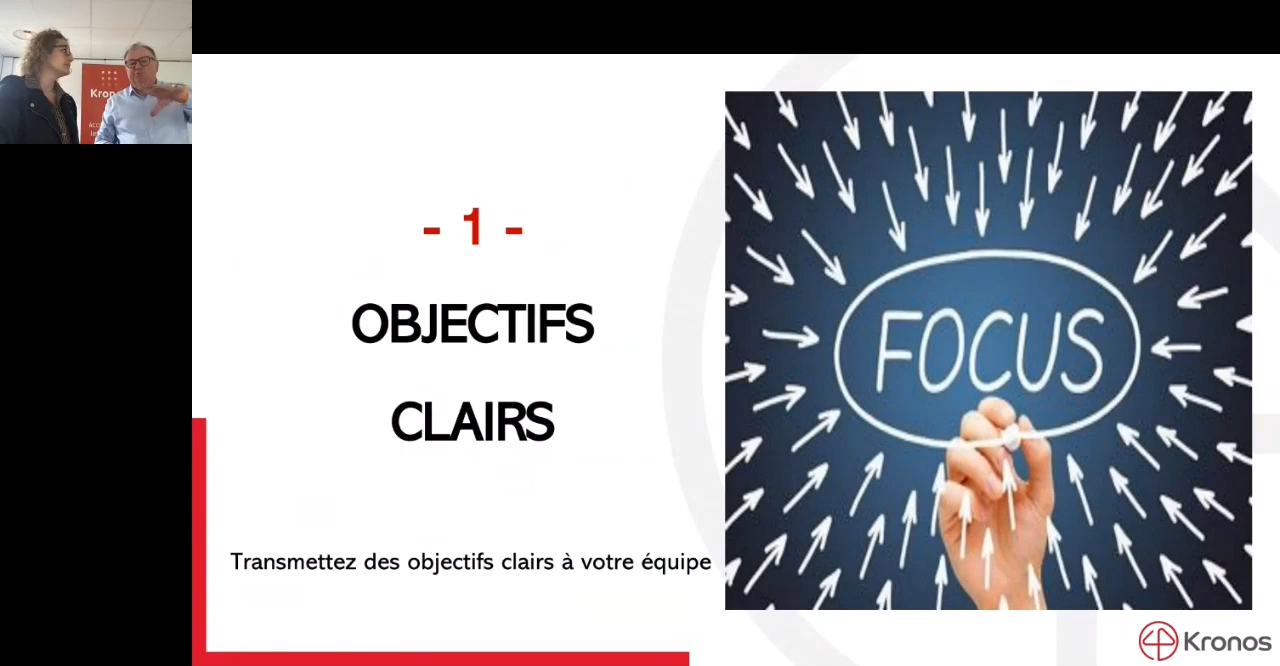 - 1 -
OBJECTIFS
CLAIRS
Transmettez des objectifs clairs à votre équipe
FOCUS
Kronos